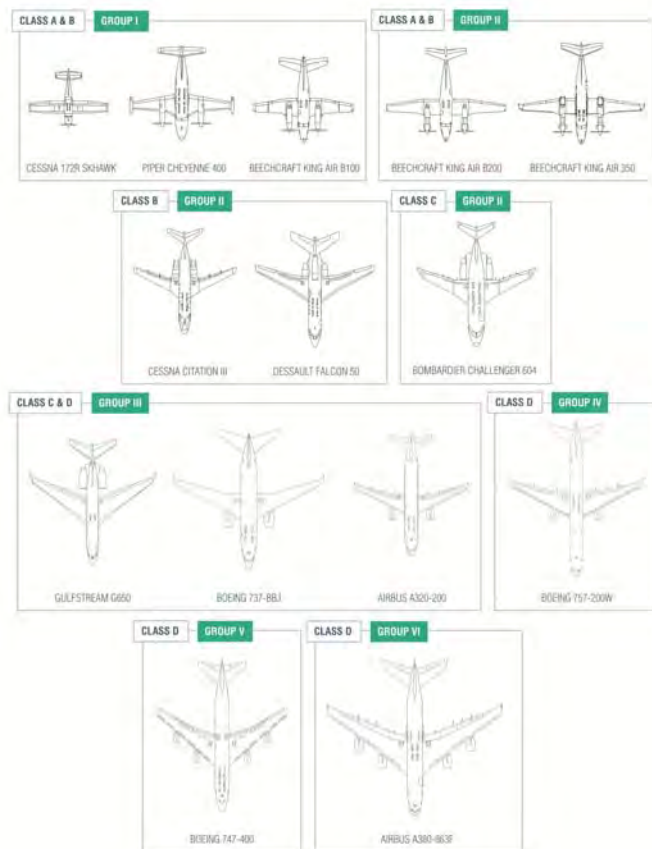 CLASS A & B GROUP I
CLASS A & B GROUP II
CESSNA 172R SKHAWK PIPER CHEYENNE 400 BEECHCRAFT KING AIR B100
BEECHCRAFT KING AIR B200 BEECHCRAFT KING AIR 350
CLASS B GROUP II
CLASS C GROUP II
CESSNA CITATION III DESSAULT FALCON 50
BOMBARDIER CHALLENGER 604
CLASS C & D GROUP III
CLASS D GROUP IV
GULFSTREAM G650 BOEING 737-BBJ AIRBUS A320-200
BOEING 757-200W
CLASS D GROUP V
CLASS D GROUP VI
BOEING 747-400
AIRBUS A380-863F